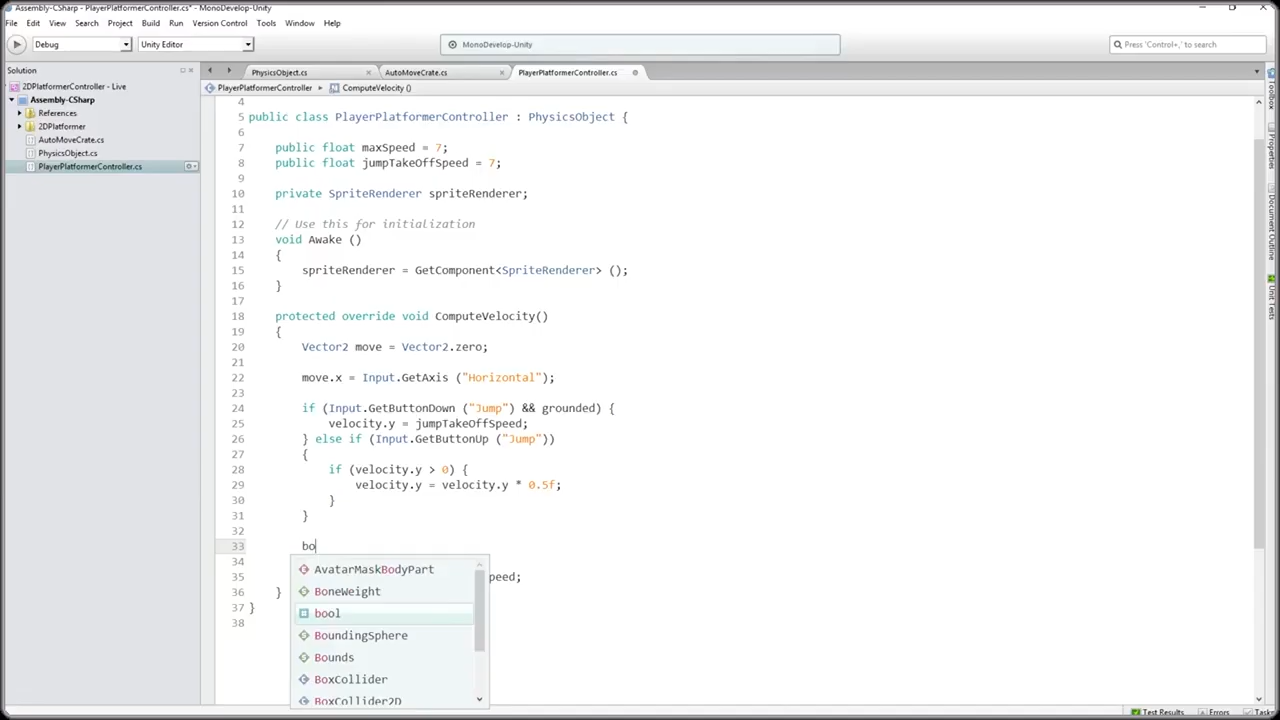 Assembly-CSharp - PlayerPlatformerController.cs* - MonoDevelop-Unity
File Edit View Search Project Build Run Version Control Tools Window Help
Debug Unity Editor MonoDevelop-Unity Press 'Control+,' to search
Solution PhysicsObject.cs AutoMoveCrate.cs PlayerPlatformerController.cs
2DPlatformerController - Live PlayerPlatformerController ComputeVelocity ()
Assembly-CSharp
References
2DPlatformer
AutoMoveCrate.cs
PhysicsObject.cs
PlayerPlatformerController.cs
4
5 public class PlayerPlatformerController : PhysicsObject {
6
7 public float maxSpeed = 7;
8 public float jumpTakeOffSpeed = 7;
9
10 private SpriteRenderer spriteRenderer;
11
12 // Use this for initialization
13 void Awake ()
14 {
15 spriteRenderer = GetComponent<SpriteRenderer> ();
16 }
17
18 protected override void ComputeVelocity()
19 {
20 Vector2 move = Vector2.zero;
21
22 move.x = Input.GetAxis ("Horizontal");
23
24 if (Input.GetButtonDown ("Jump") && grounded) {
25 velocity.y = jumpTakeOffSpeed;
26 } else if (Input.GetButtonUp ("Jump"))
27 {
28 if (velocity.y > 0) {
29 velocity.y = velocity.y * 0.5f;
30 }
31 }
32
33 bo
34
35 peed;
36 }
37 }
38
AvatarMaskBodyPart
BoneWeight
bool
BoundingSphere
Bounds
BoxCollider
BoxCollider2D
Toolbox
Properties
Document Outline
Unit Tests
Test Results Errors Tasks